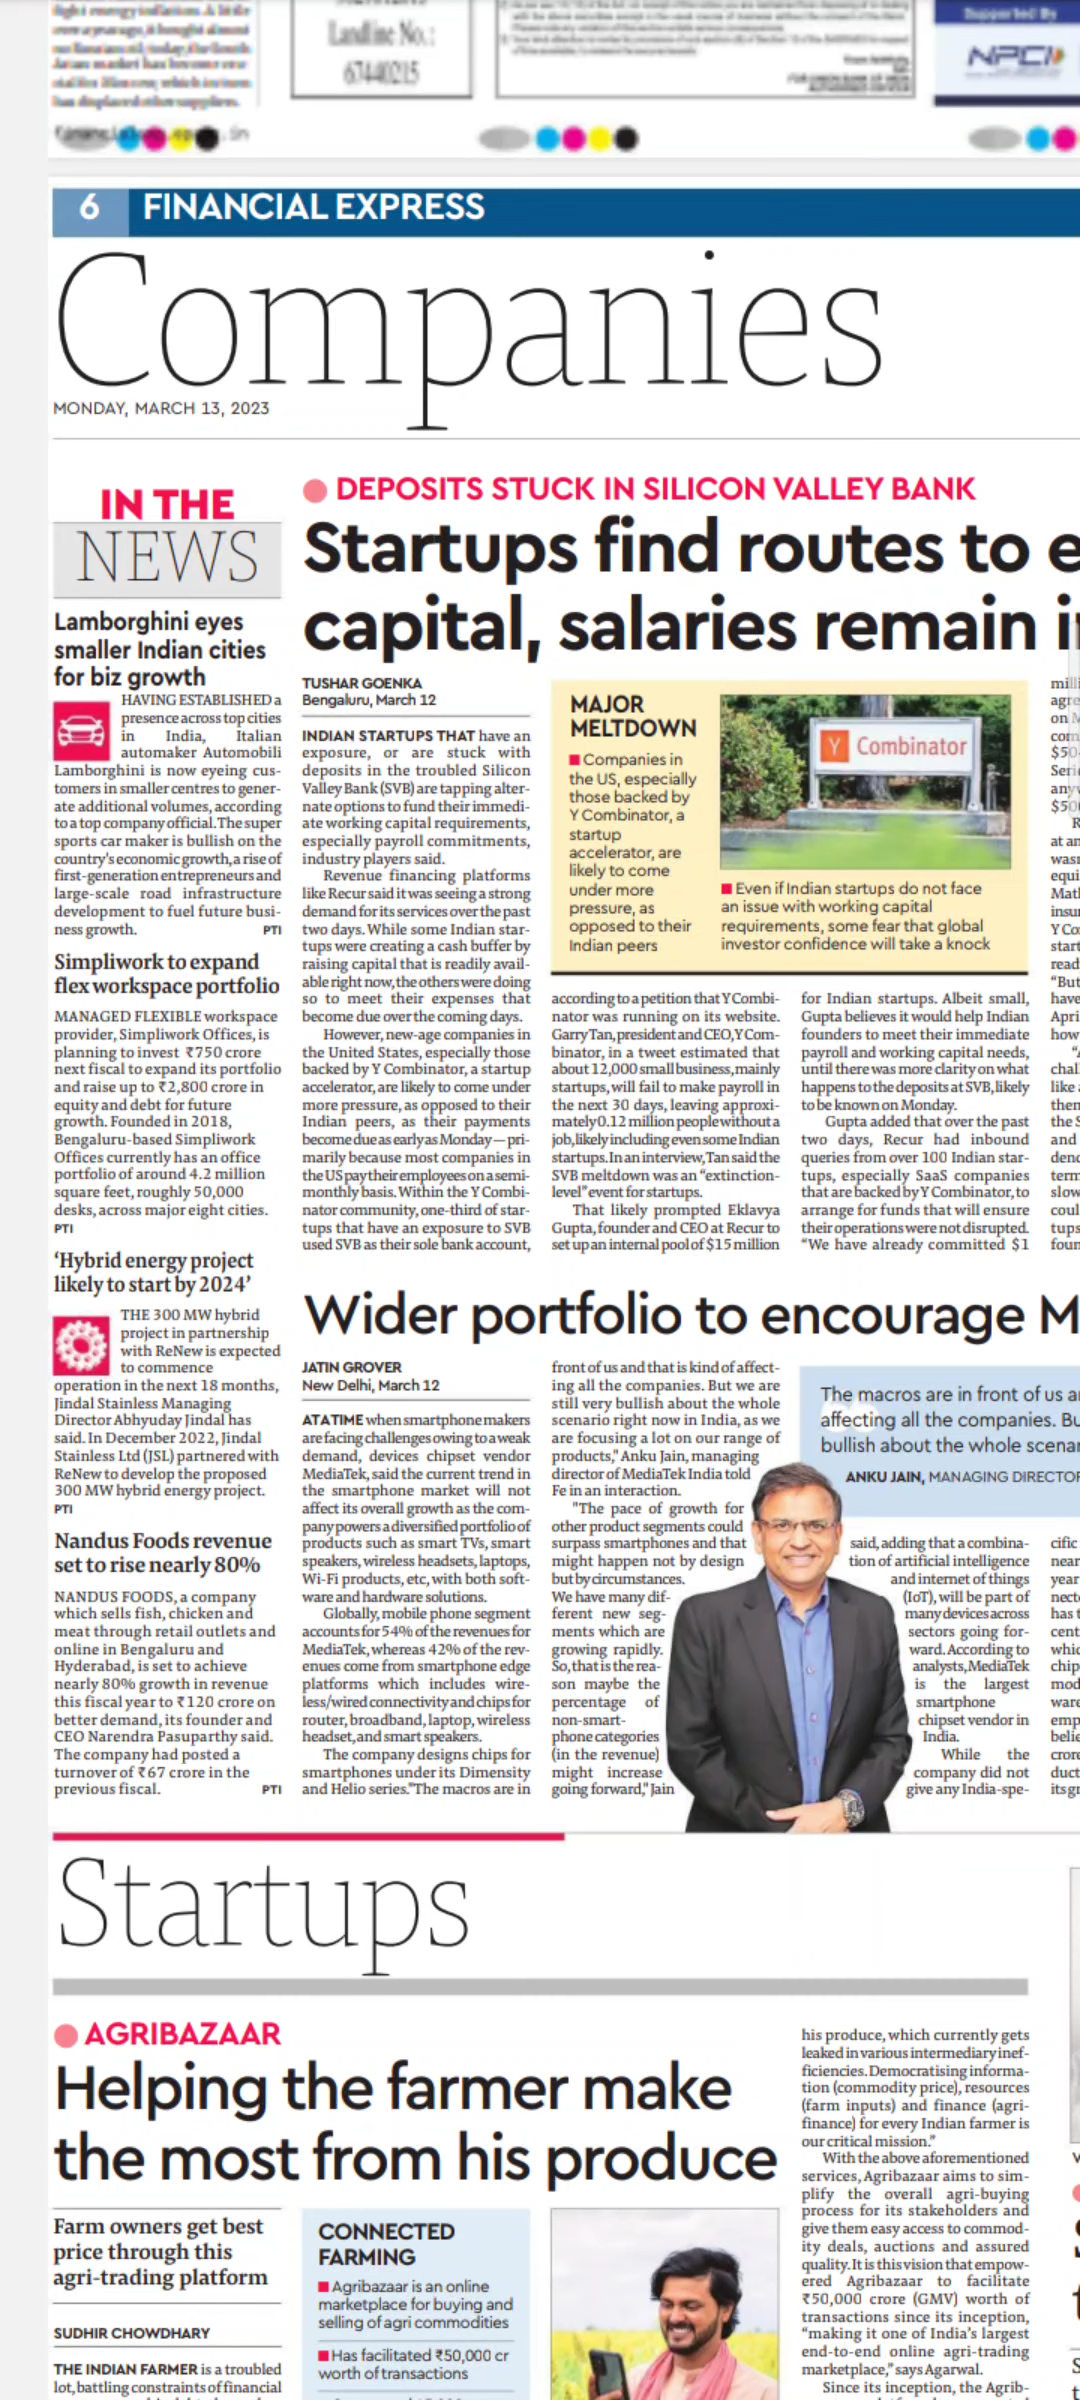 Landline No.:
67440215
Supported By
NPCI
6
FINANCIAL EXPRESS
Companies
MONDAY, MARCH 13, 2023
IN THE
NEWS
Lamborghini eyes
smaller Indian cities
for biz growth
HAVING ESTABLISHED a
presence across top cities
in India, Italian
automaker Automobili
Lamborghini is now eyeing cus-
tomers in smaller centres to gener-
ate additional volumes, according
to a top company official. The super
sports car maker is bullish on the
country's economic growth, a rise of
first-generation entrepreneurs and
large-scale road infrastructure
development to fuel future busi-
ness growth. PTI
Simpliwork to expand
flex workspace portfolio
MANAGED FLEXIBLE workspace
provider, Simpliwork Offices, is
planning to invest ₹750 crore
next fiscal to expand its portfolio
and raise up to ₹2,800 crore in
equity and debt for future
growth. Founded in 2018,
Bengaluru-based Simpliwork
Offices currently has an office
portfolio of around 4.2 million
square feet, roughly 50,000
desks, across major eight cities.
PTI
‘Hybrid energy project
likely to start by 2024’
THE 300 MW hybrid
project in partnership
with ReNew is expected
to commence
operation in the next 18 months,
Jindal Stainless Managing
Director Abhyuday Jindal has
said. In December 2022, Jindal
Stainless Ltd (JSL) partnered with
ReNew to develop the proposed
300 MW hybrid energy project.
PTI
Nandus Foods revenue
set to rise nearly 80%
NANDUS FOODS, a company
which sells fish, chicken and
meat through retail outlets and
online in Bengaluru and
Hyderabad, is set to achieve
nearly 80% growth in revenue
this fiscal year to ₹120 crore on
better demand, its founder and
CEO Narendra Pasuparthy said.
The company had posted a
turnover of ₹67 crore in the
previous fiscal. PTI
DEPOSITS STUCK IN SILICON VALLEY BANK
Startups find routes to e
capital, salaries remain i
TUSHAR GOENKA
Bengaluru, March 12
INDIAN STARTUPS THAT have an
exposure, or are stuck with
deposits in the troubled Silicon
Valley Bank (SVB) are tapping alter-
nate options to fund their immedi-
ate working capital requirements,
especially payroll commitments,
industry players said.
Revenue financing platforms
like Recur said it was seeing a strong
demand for its services over the past
two days. While some Indian star-
tups were creating a cash buffer by
raising capital that is readily avail-
able right now, the others were doing
so to meet their expenses that
become due over the coming days.
However, new-age companies in
the United States, especially those
backed by Y Combinator, a startup
accelerator, are likely to come under
more pressure, as opposed to their
Indian peers, as their payments
become due as early as Monday — pri-
marily because most companies in
the US pay their employees on a semi-
monthly basis. Within the Y Combi-
nator community, one-third of star-
tups that have an exposure to SVB
used SVB as their sole bank account,
MAJOR
MELTDOWN
Companies in
the US, especially
those backed by
Y Combinator, a
startup
accelerator, are
likely to come
under more
pressure, as
opposed to their
Indian peers
Y Combinator
Even if Indian startups do not face
an issue with working capital
requirements, some fear that global
investor confidence will take a knock
according to a petition that Y Combi-
nator was running on its website.
Garry Tan, president and CEO, Y Com-
binator, in a tweet estimated that
about 12,000 small business, mainly
startups, will fail to make payroll in
the next 30 days, leaving approxi-
mately 0.12 million people without a
job, likely including even some Indian
startups. In an interview, Tan said the
SVB meltdown was an “extinction-
level” event for startups.
That likely prompted Eklavya
Gupta, founder and CEO at Recur to
set up an internal pool of $15 million
for Indian startups. Albeit small,
Gupta believes it would help Indian
founders to meet their immediate
payroll and working capital needs,
until there was more clarity on what
happens to the deposits at SVB, likely
to be known on Monday.
Gupta added that over the past
two days, Recur had inbound
queries from over 100 Indian star-
tups, especially SaaS companies
that are backed by Y Combinator, to
arrange for funds that will ensure
their operations were not disrupted.
“We have already committed $1
Wider portfolio to encourage M
JATIN GROVER
New Delhi, March 12
AT A TIME when smartphone makers
are facing challenges owing to a weak
demand, devices chipset vendor
MediaTek, said the current trend in
the smartphone market will not
affect its overall growth as the com-
pany powers a diversified portfolio of
products such as smart TVs, smart
speakers, wireless headsets, laptops,
Wi-Fi products, etc, with both soft-
ware and hardware solutions.
Globally, mobile phone segment
accounts for 54% of the revenues for
MediaTek, whereas 42% of the rev-
enues come from smartphone edge
platforms which includes wire-
less/wired connectivity and chips for
router, broadband, laptop, wireless
headset, and smart speakers.
The company designs chips for
smartphones under its Dimensity
and Helio series. "The macros are in
front of us and that is kind of affect-
ing all the companies. But we are
still very bullish about the whole
scenario right now in India, as we
are focusing a lot on our range of
products," Anku Jain, managing
director of MediaTek India told
Fe in an interaction.
"The pace of growth for
other product segments could
surpass smartphones and that
might happen not by design
but by circumstances.
We have many dif-
ferent new seg-
ments which are
growing rapidly.
So, that is the rea-
son maybe the
percentage of
non-smart-
phone categories
(in the revenue)
might increase
going forward," Jain
The macros are in front of us a
affecting all the companies. Bu
bullish about the whole scenar
ANKU JAIN, MANAGING DIRECTOR
said, adding that a combina-
tion of artificial intelligence
and internet of things
(IoT), will be part of
many devices across
sectors going for-
ward. According to
analysts, MediaTek
is the largest
smartphone
chipset vendor in
India.
While the
company did not
give any India-spe-
Startups
AGRIBAZAAR
Helping the farmer make
the most from his produce
Farm owners get best
price through this
agri-trading platform
SUDHIR CHOWDHARY
THE INDIAN FARMER is a troubled
lot, battling constraints of financial
CONNECTED
FARMING
Agribazaar is an online
marketplace for buying and
selling of agri commodities
Has facilitated ₹50,000 cr
worth of transactions
his produce, which currently gets
leaked in various intermediary inef-
ficiencies. Democratising informa-
tion (commodity price), resources
(farm inputs) and finance (agri-
finance) for every Indian farmer is
our critical mission.”
With the above aforementioned
services, Agribazaar aims to sim-
plify the overall agri-buying
process for its stakeholders and
give them easy access to commod-
ity deals, auctions and assured
quality. It is this vision that empow-
ered Agribazaar to facilitate
₹50,000 crore (GMV) worth of
transactions since its inception,
“making it one of India's largest
end-to-end online agri-trading
marketplace,” says Agarwal.
Since its inception, the Agrib-